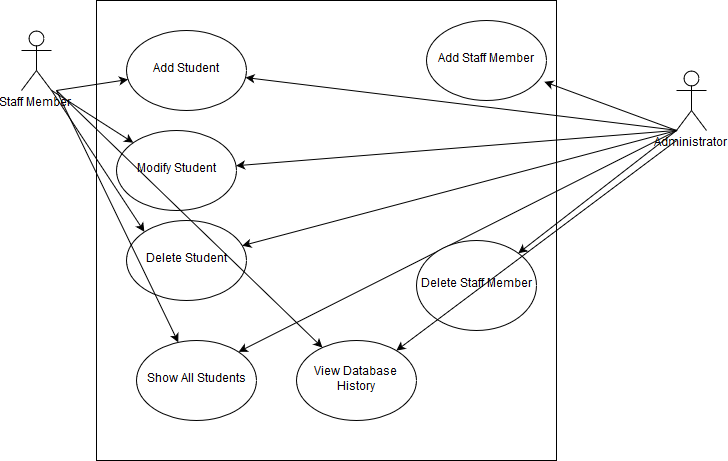 Add Student
Add Staff Member
Staff Member
Administrator
Modify Student
Delete Student
Delete Staff Member
Show All Students
View Database
History